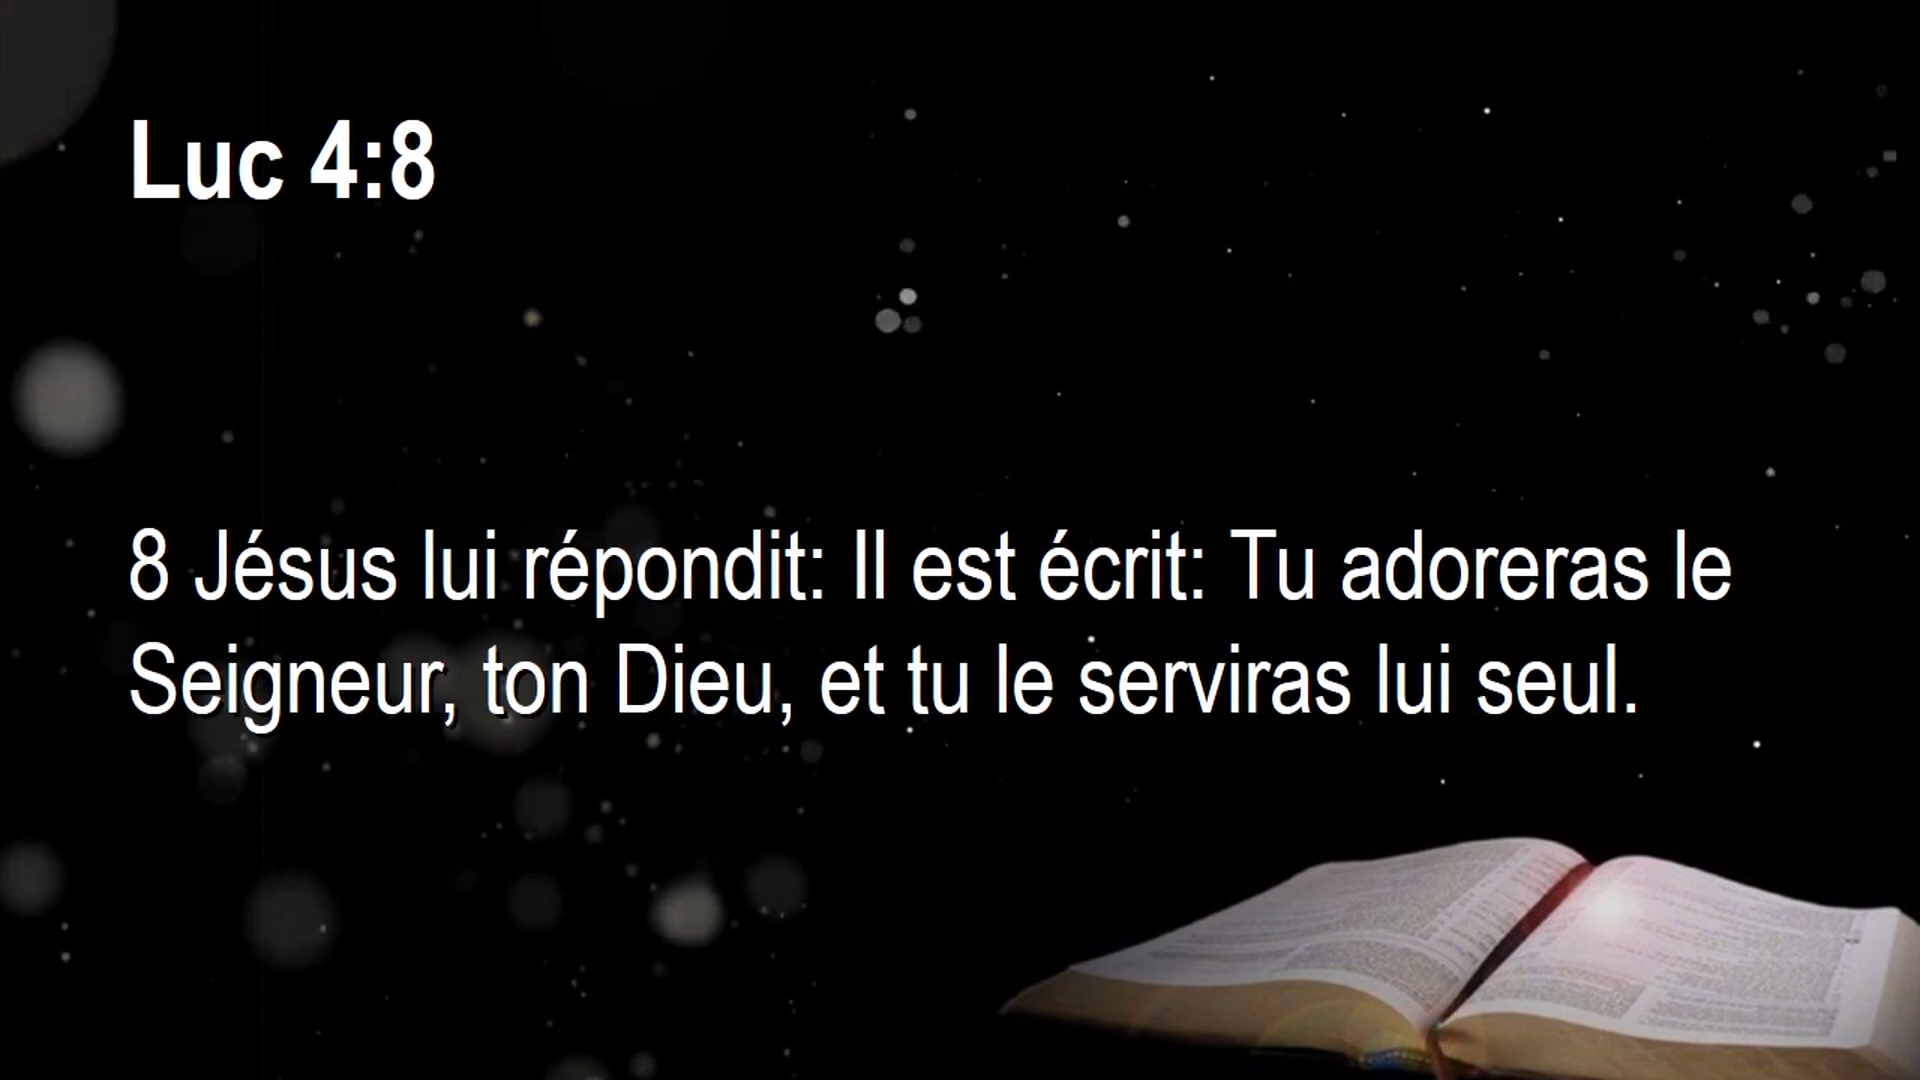 Luc 4:8
8 Jésus lui répondit: Il est écrit: Tu adoreras le
Seigneur, ton Dieu, et tu le serviras lui seul.